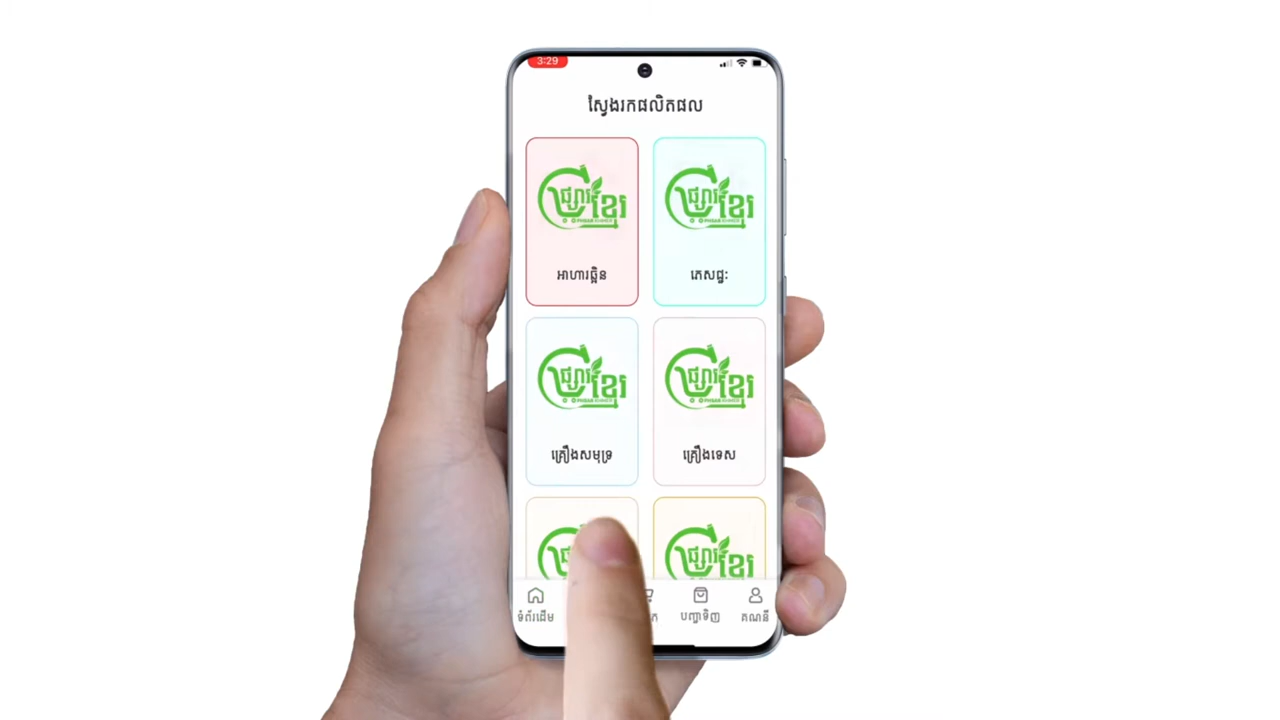 3:29
ស្វែងរកផលិតផល
ផ្សារ
ខ្មែរ
PHSAR KHMER
ផ្សារ
ខ្មែរ
PHSAR KHMER
អាហារឆ្អិន
ភេសជ្ជៈ
ផ្សារ
ខ្មែរ
PHSAR KHMER
ផ្សារ
ខ្មែរ
PHSAR KHMER
គ្រឿងសមុទ្រ
គ្រឿងទេស
ផ្សារ
ខ្មែរ
ទំព័រដើម
បញ្ជាទិញ
គណនី